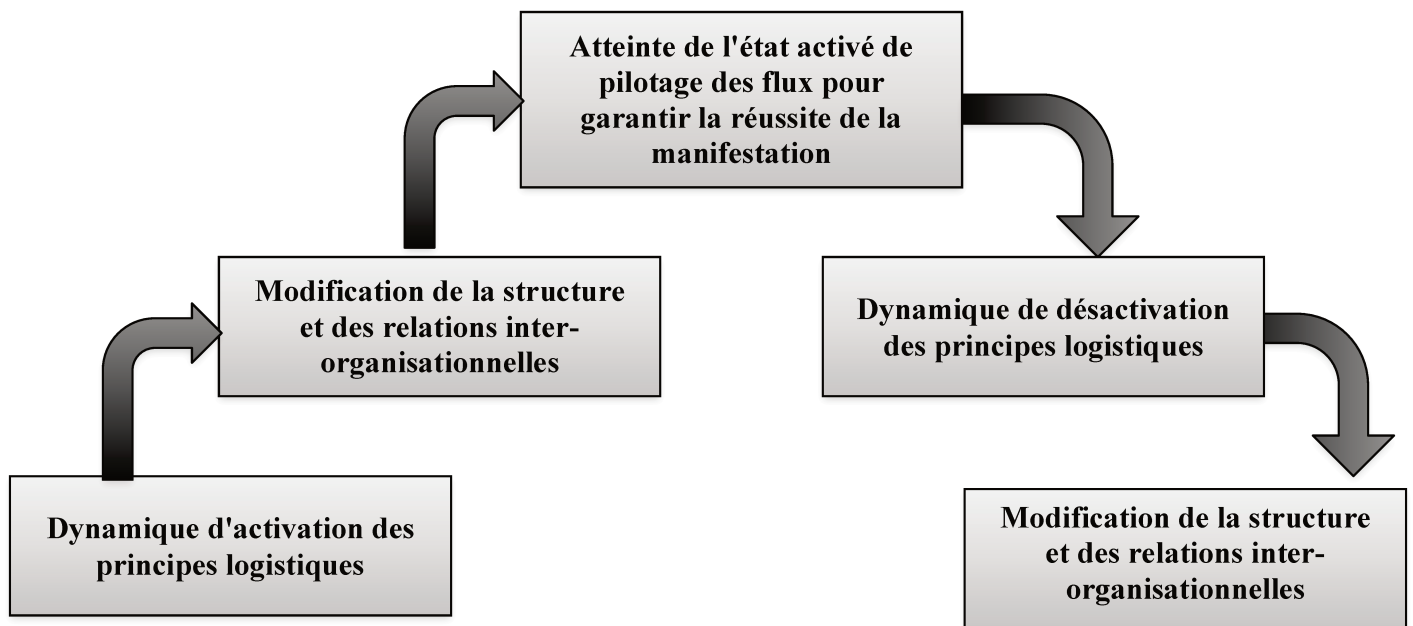 Atteinte de l'état activé de
pilotage des flux pour
garantir la réussite de la
manifestation
Modification de la structure
et des relations inter-
organisationnelles
Dynamique de désactivation
des principes logistiques
Dynamique d'activation des
principes logistiques
Modification de la structure
et des relations inter-
organisationnelles